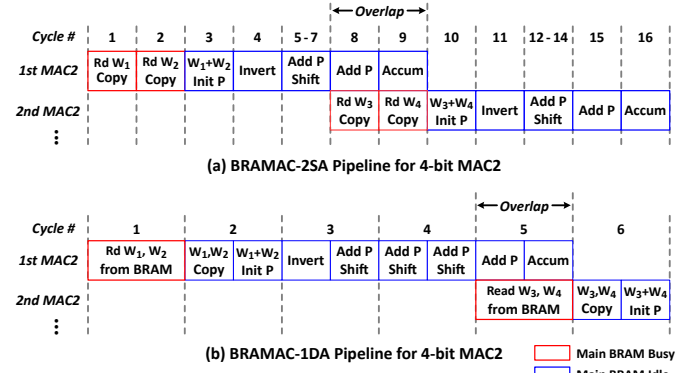 Overlap
Cycle # 1 2 3 4 5 - 7 8 9 10 11 12 - 14 15 16
1st MAC2 Rd W1 Copy Rd W2 Copy W1+W2 Init P Invert Add P Shift Add P Accum
2nd MAC2 Rd W3 Copy Rd W4 Copy W3+W4 Init P Invert Add P Shift Add P Accum
(a) BRAMAC-2SA Pipeline for 4-bit MAC2
Overlap
Cycle # 1 2 3 4 5 6
1st MAC2 Rd W1, W2 from BRAM W1,W2 Copy W1+W2 Init P Invert Add P Shift Add P Shift Add P Shift Add P Accum
2nd MAC2 Read W3, W4 from BRAM W3,W4 Copy W3+W4 Init P
(b) BRAMAC-1DA Pipeline for 4-bit MAC2
Main BRAM Busy